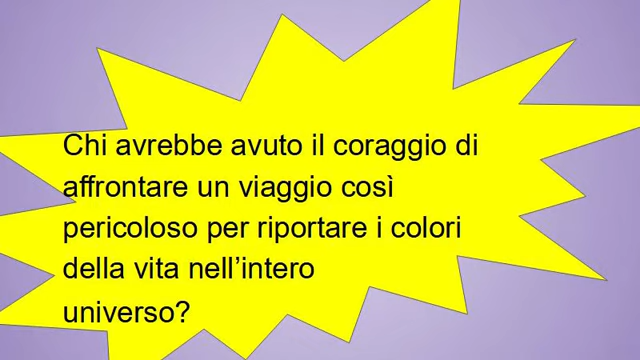 Chi avrebbe avuto il coraggio di
affrontare un viaggio così
pericoloso per riportare i colori
della vita nell’intero
universo?